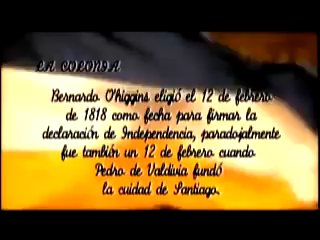 LA COLONIA
Bernardo O'higgins eligió el 12 de febrero
de 1818 como fecha para firmar la
declaración de Independencia, paradojalmente
fue también un 12 de febrero cuando
Pedro de Valdivia fundó
la cuidad de Santiago.